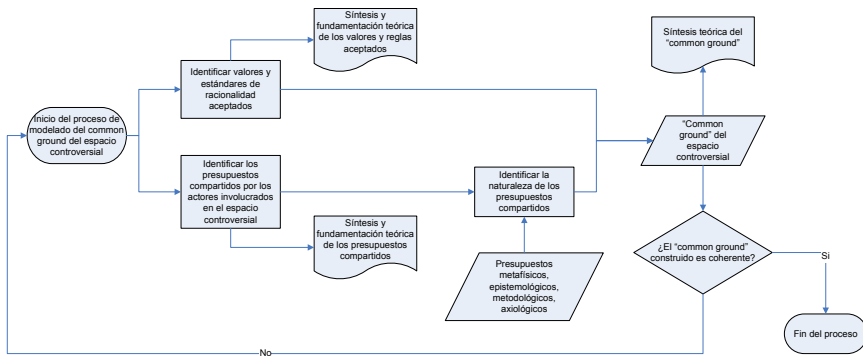 Síntesis y
fundamentación teórica
de los valores y reglas
aceptados
Síntesis teórica del
“common ground”
Identificar valores y
estándares de
racionalidad
aceptados
Inicio del proceso de
modelado del common
ground del espacio
controversial
“Common
ground” del
espacio
controversial
Identificar los
presupuestos
compartidos por los
actores involucrados
en el espacio
controversial
Identificar la
naturaleza de los
presupuestos
compartidos
Síntesis y
fundamentación teórica
de los presupuestos
compartidos
Presupuestos
metafísicos,
epistemológicos,
metodológicos,
axiológicos
¿El “common ground”
construido es coherente?
Si
Fin del proceso
No